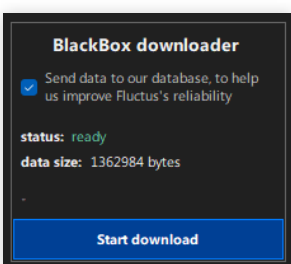 BlackBox downloader
Send data to our database, to help
us improve Fluctus's reliability
status: ready
data size: 1362984 bytes
-
Start download